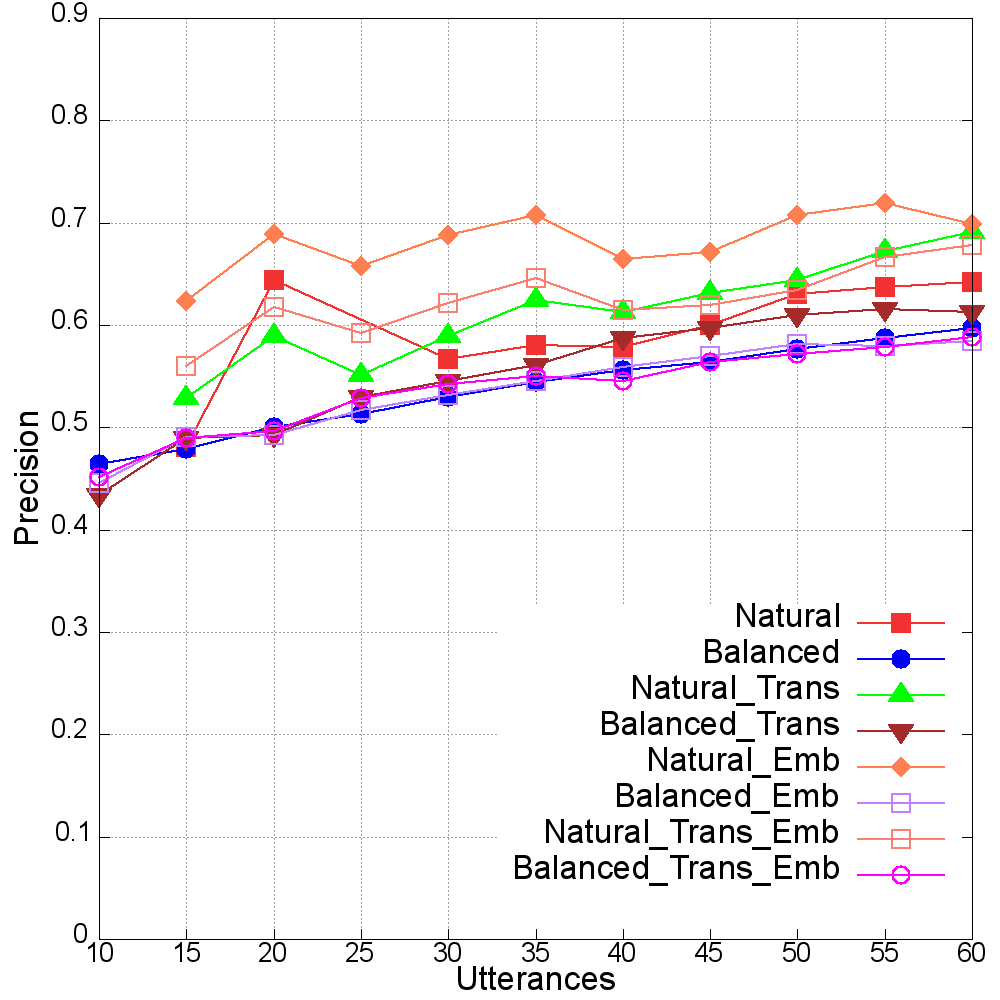 0.9
0.8
0.7
0.6
0.5
0.4
0.3
0.2
0.1
0
Precision
Natural
Balanced
Natural_Trans
Balanced_Trans
Natural_Emb
Balanced_Emb
Natural_Trans_Emb
Balanced_Trans_Emb
10 15 20 25 30 35 40 45 50 55 60
Utterances